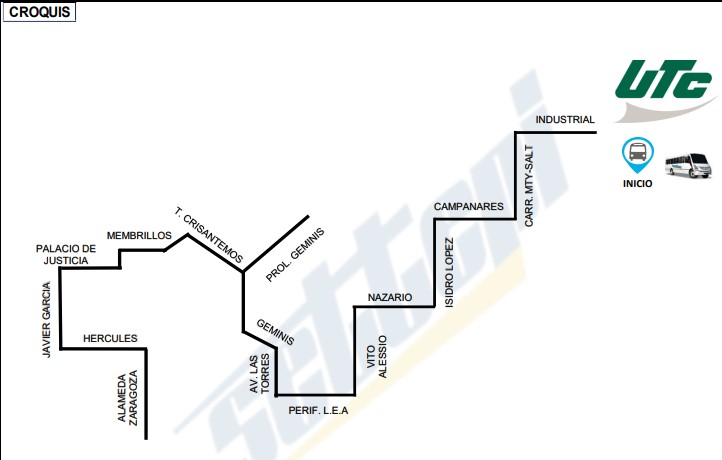 CROQUIS
UTC
INDUSTRIAL
INICIO
CARR. MTY-SALT
CAMPANARES
ISIDRO LOPEZ
T. CRISANTEMOS
MEMBRILLOS
PROL. GEMINIS
PALACIO DE
JUSTICIA
JAVIER GARCIA
NAZARIO
GEMINIS
HERCULES
VITO
ALESSIO
AV. LAS
TORRES
ALAMEDA
ZARAGOZA
PERIF. L.E.A